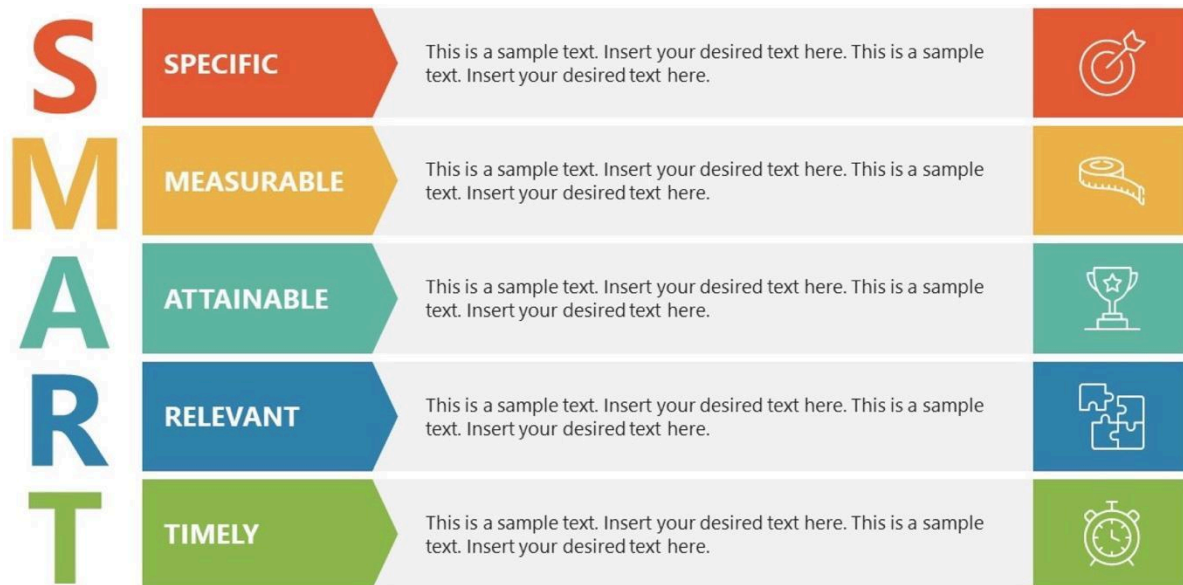 S
SPECIFIC
This is a sample text. Insert your desired text here. This is a sample
text. Insert your desired text here.
M
MEASURABLE
This is a sample text. Insert your desired text here. This is a sample
text. Insert your desired text here.
A
ATTAINABLE
This is a sample text. Insert your desired text here. This is a sample
text. Insert your desired text here.
R
RELEVANT
This is a sample text. Insert your desired text here. This is a sample
text. Insert your desired text here.
T
TIMELY
This is a sample text. Insert your desired text here. This is a sample
text. Insert your desired text here.